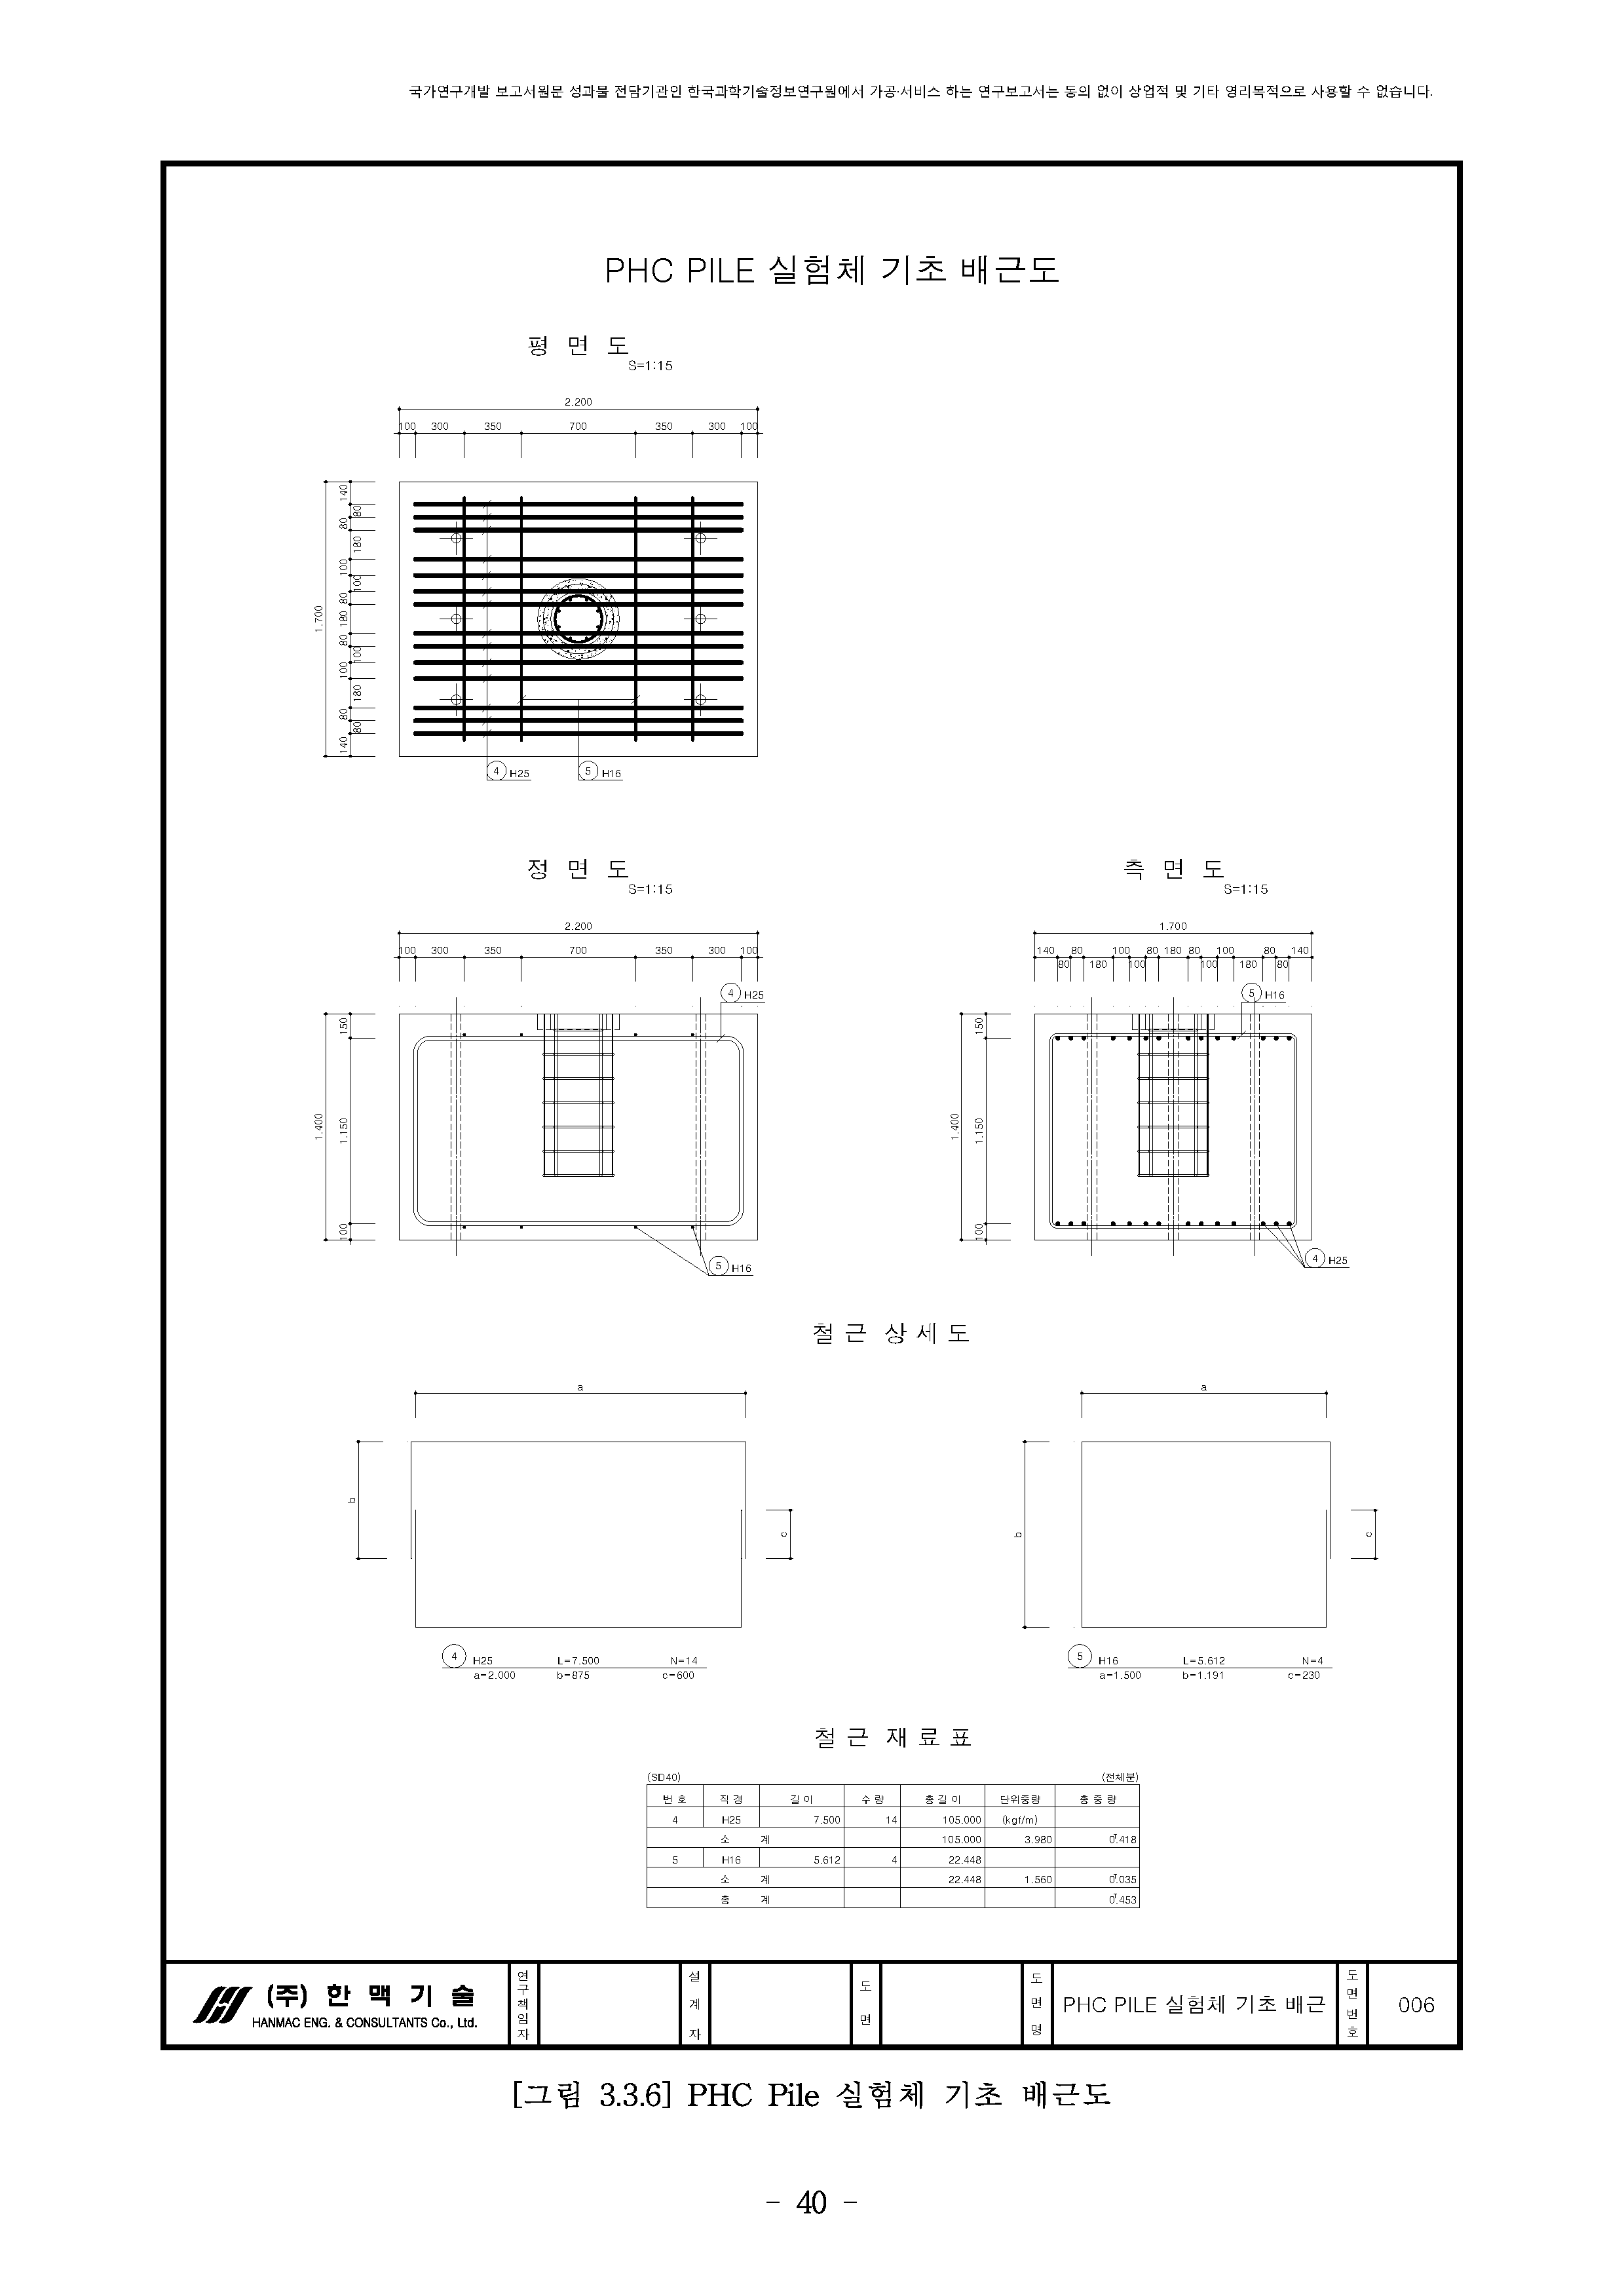 국가연구개발 보고서원문 성과물 전담기관인 한국과학기술정보연구원에서 가공·서비스 하는 연구보고서는 동의 없이 상업적 및 기타 영리목적으로 사용할 수 없습니다.
PHC PILE 실험체 기초 배근도
평 면 도
S=1:15
2.200
100 300 350 700 350 300 100
1.700
140 80 80 180 100 100 80 180 80 100 100 180 80 80 140
4 H25
5 H16
정 면 도
S=1:15
2.200
100 300 350 700 350 300 100
4 H25
1.400
150 1.150 100
5 H16
측 면 도
S=1:15
1.700
140 80 100 80 180 80 100 80 140
80 180 100 100 180 80
5 H16
1.400
150 1.150 100
4 H25
철 근 상 세 도
a
b
c
4 H25 L=7.500 N=14
a=2.000 b=875 c=600
a
b
c
5 H16 L=5.612 N=4
a=1.500 b=1.191 c=230
철 근 재 료 표
(SD40) (전체분)
번 호 직 경 길 이 수 량 총 길 이 단위중량 총 중 량
4 H25 7.500 14 105.000 (kgf/m)
소 계 105.000 3.980 0.418
5 H16 5.612 4 22.448
소 계 22.448 1.560 0.035
총 계 0.453
(주) 한 맥 기 술
HANMAC ENG. & CONSULTANTS Co., Ltd.
연구책임자
설 계 자
도 면
도 면 명
PHC PILE 실험체 기초 배근
도 면 번 호
006
[그림 3.3.6] PHC Pile 실험체 기초 배근도
- 40 -